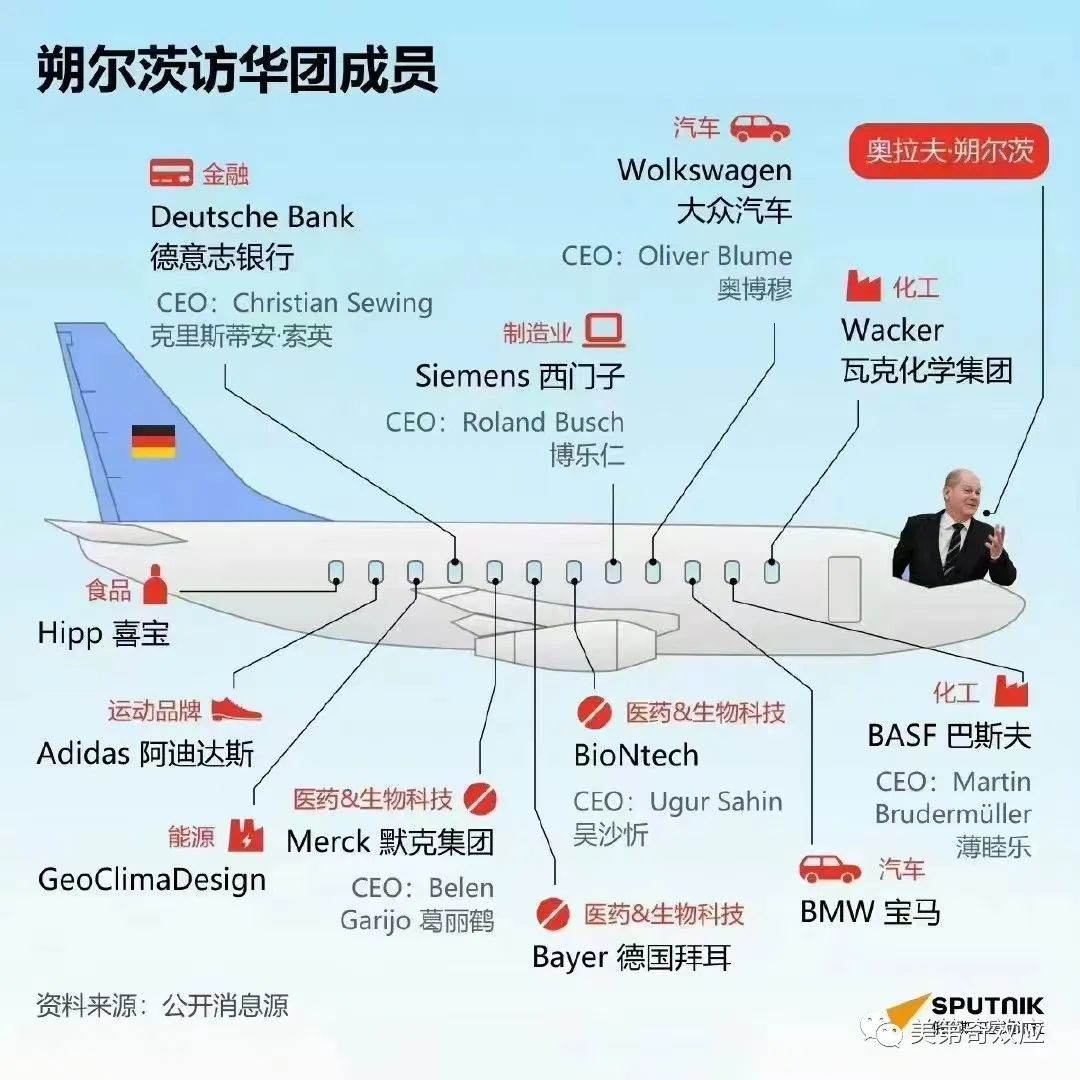 朔尔茨访华团成员
汽车
Wolkswagen
大众汽车
CEO：Oliver Blume
奥博穆
奥拉夫·朔尔茨
金融
Deutsche Bank
德意志银行
CEO：Christian Sewing
克里斯蒂安·索英
制造业
Siemens 西门子
CEO：Roland Busch
博乐仁
化工
Wacker
瓦克化学集团
食品
Hipp 喜宝
运动品牌
Adidas 阿迪达斯
能源
GeoClimaDesign
医药&生物科技
Merck 默克集团
CEO：Belen
Garijo 葛丽鹤
医药&生物科技
Bayer 德国拜耳
医药&生物科技
BioNtech
CEO：Ugur Sahin
吴沙忻
汽车
BMW 宝马
化工
BASF 巴斯夫
CEO：Martin
Brudermüller
薄睦乐
资料来源：公开消息源
SPUTNIK
美第奇效应